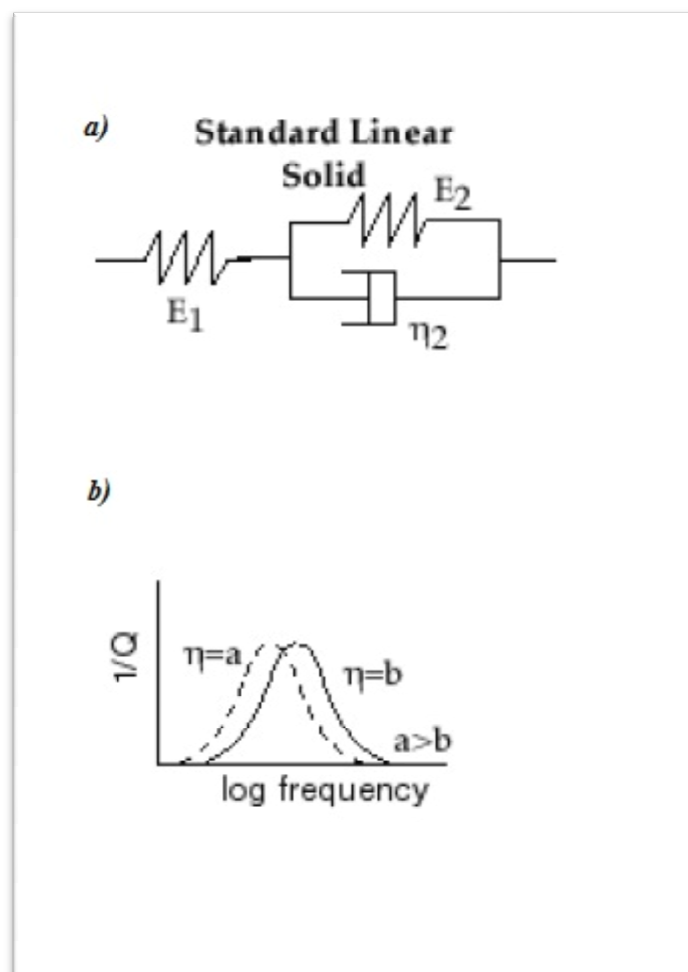 a)
Standard Linear
Solid
E2
E1
η2
b)
1/Q
η=a
η=b
a>b
log frequency